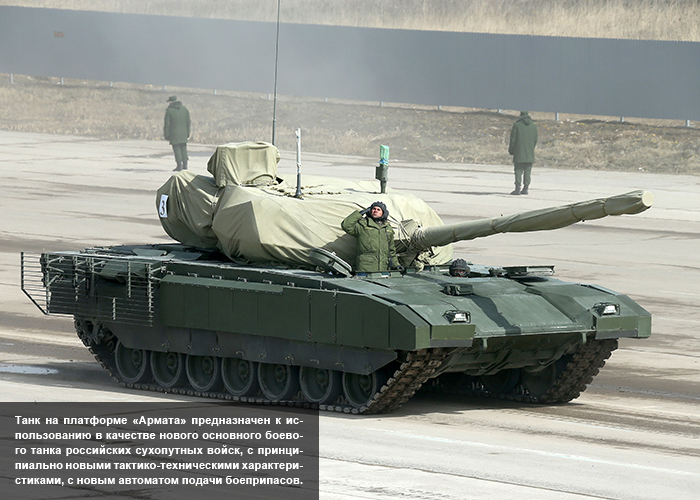 3
Танк на платформе «Армата» предназначен к ис-
пользованию в качестве нового основного боево-
го танка российских сухопутных войск, с принци-
пиально новыми тактико-техническими характери-
стиками, с новым автоматом подачи боеприпасов.